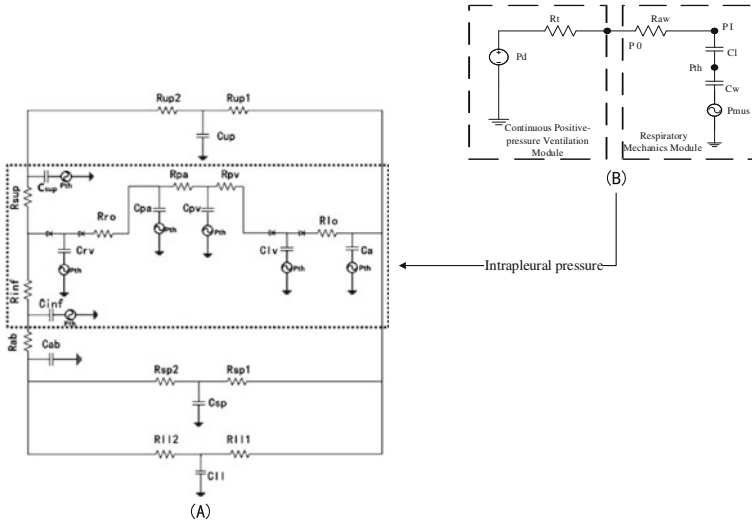 Rup2
Rup1
Cup
Rsup
Csup
Pth
Rpa
Rpv
Rro
Cpa
Cpv
Rlo
Pth
Pth
Crv
Clv
Ca
Pth
Pth
Pth
Rinf
Cinf
Pth
Rab
Cab
Rsp2
Rsp1
Csp
Rll2
Rll1
Cll
(A)
Rt
Raw
P1
P0
Pd
Cl
Pth
Cw
Pmus
Continuous Positive-
pressure Ventilation
Module
Respiratory
Mechanics Module
(B)
Intrapleural pressure